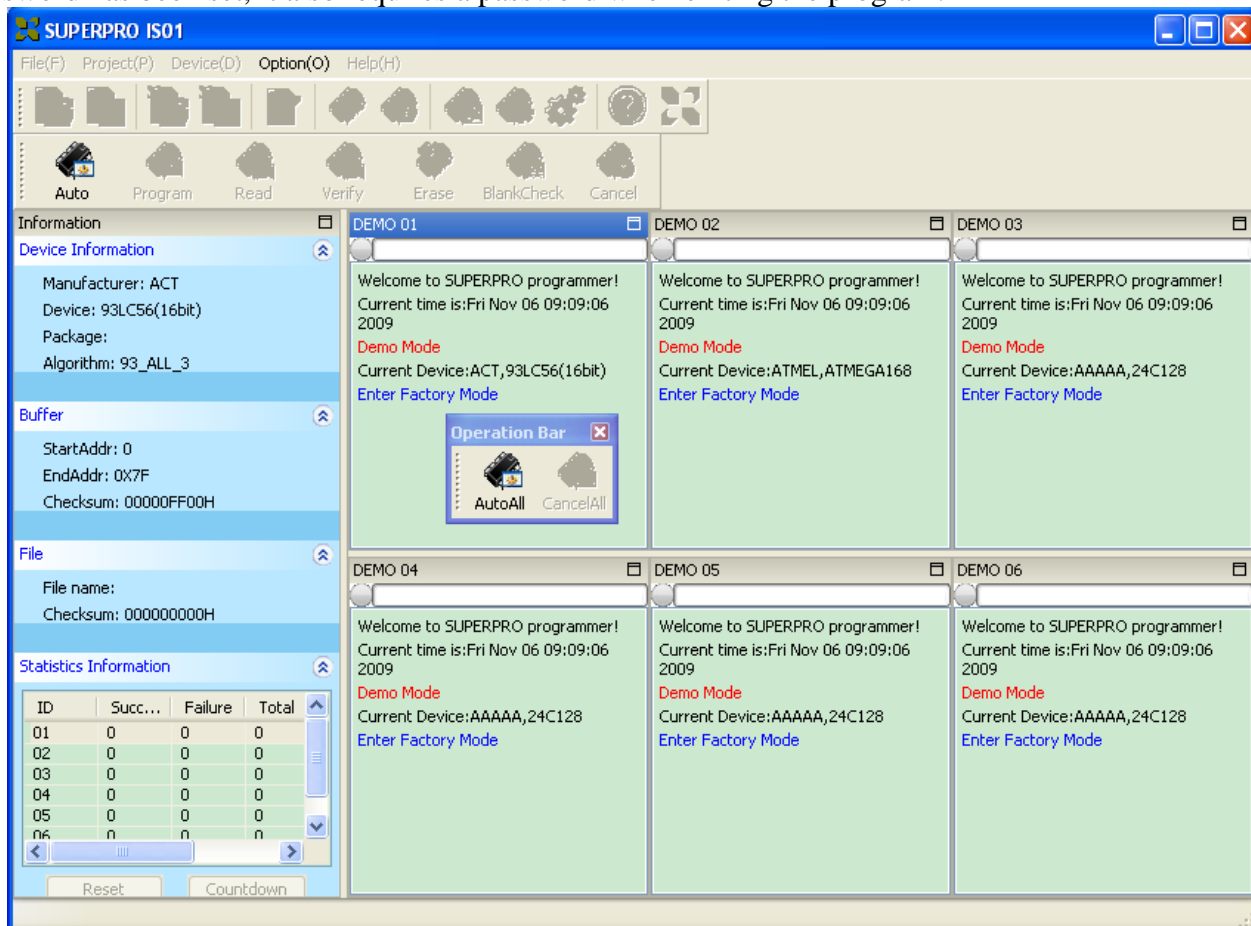 SUPERPRO IS01
File(F) Project(P) Device(D) Option(O) Help(H)
Auto Program Read Verify Erase BlankCheck Cancel
Information
Device Information
Manufacturer: ACT
Device: 93LC56(16bit)
Package:
Algorithm: 93_ALL_3
Buffer
StartAddr: 0
EndAddr: 0X7F
Checksum: 00000FF00H
File
File name:
Checksum: 000000000H
Statistics Information
ID Succ... Failure Total
01 0 0 0
02 0 0 0
03 0 0 0
04 0 0 0
05 0 0 0
06 0 0 0
Reset Countdown
DEMO 01
Welcome to SUPERPRO programmer!
Current time is:Fri Nov 06 09:09:06
2009
Demo Mode
Current Device:ACT,93LC56(16bit)
Enter Factory Mode
Operation Bar
AutoAll CancelAll
DEMO 02
Welcome to SUPERPRO programmer!
Current time is:Fri Nov 06 09:09:06
2009
Demo Mode
Current Device:ATMEL,ATMEGA168
Enter Factory Mode
DEMO 03
Welcome to SUPERPRO programmer!
Current time is:Fri Nov 06 09:09:06
2009
Demo Mode
Current Device:AAAAA,24C128
Enter Factory Mode
DEMO 04
Welcome to SUPERPRO programmer!
Current time is:Fri Nov 06 09:09:06
2009
Demo Mode
Current Device:AAAAA,24C128
Enter Factory Mode
DEMO 05
Welcome to SUPERPRO programmer!
Current time is:Fri Nov 06 09:09:06
2009
Demo Mode
Current Device:AAAAA,24C128
Enter Factory Mode
DEMO 06
Welcome to SUPERPRO programmer!
Current time is:Fri Nov 06 09:09:06
2009
Demo Mode
Current Device:AAAAA,24C128
Enter Factory Mode